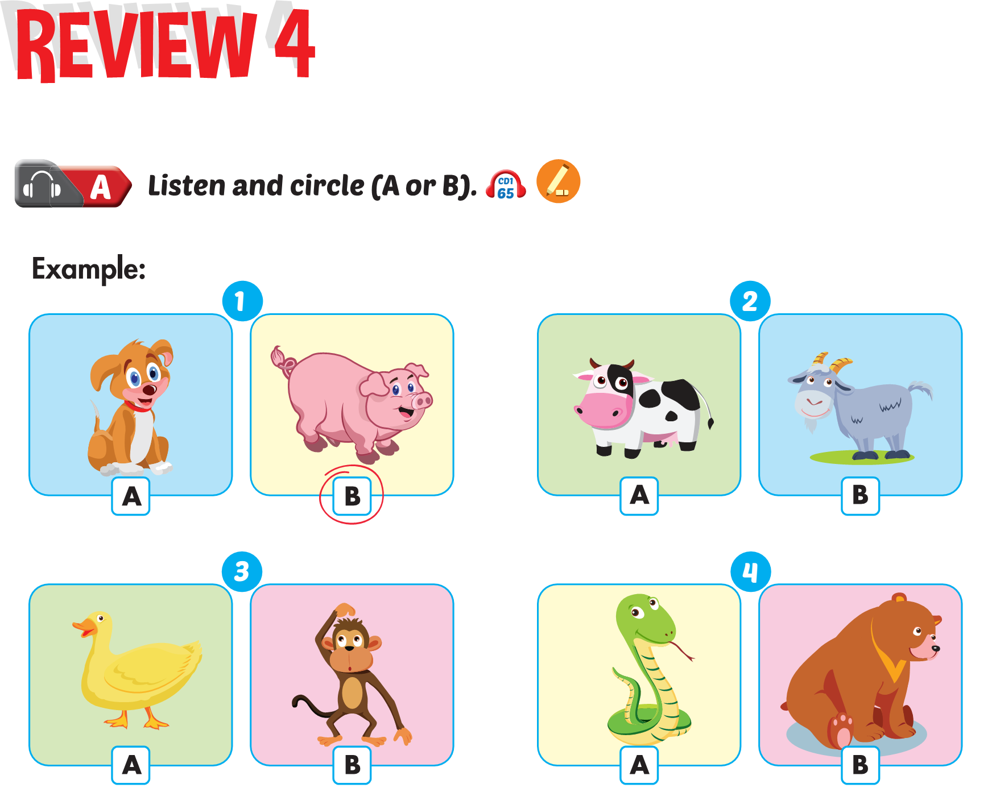 REVIEW 4
A Listen and circle (A or B). CD1 65
Example:
1
2
A
B
A
B
3
4
A
B
A
B